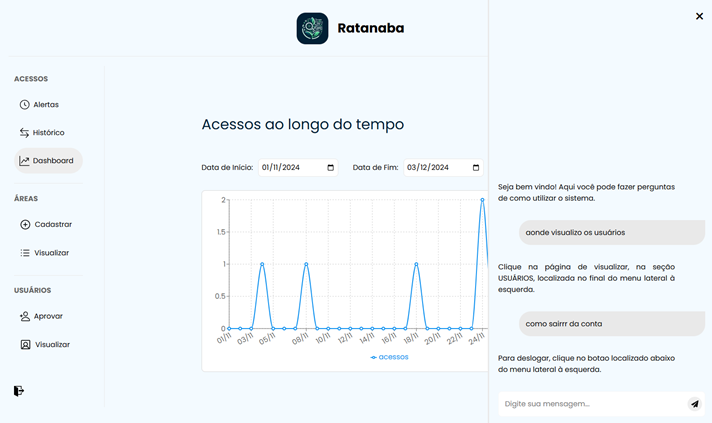 Ratanaba
ACESSOS
Alertas
Histórico
Dashboard
ÁREAS
Cadastrar
Visualizar
USUÁRIOS
Aprovar
Visualizar
Acessos ao longo do tempo
Data de Início: 01/11/2024 Data de Fim: 03/12/2024
2
1.5
1
0.5
0
01/11 03/11 05/11 08/11 10/11 12/11 14/11 16/11 18/11 20/11 22/11 24/11
acessos
Seja bem vindo! Aqui você pode fazer perguntas
de como utilizar o sistema.
aonde visualizo os usuários
Clique na página de visualizar, na seção
USUÁRIOS, localizada no final do menu lateral à
esquerda.
como sairrr da conta
Para deslogar, clique no botao localizado abaixo
do menu lateral à esquerda.
Digite sua mensagem...